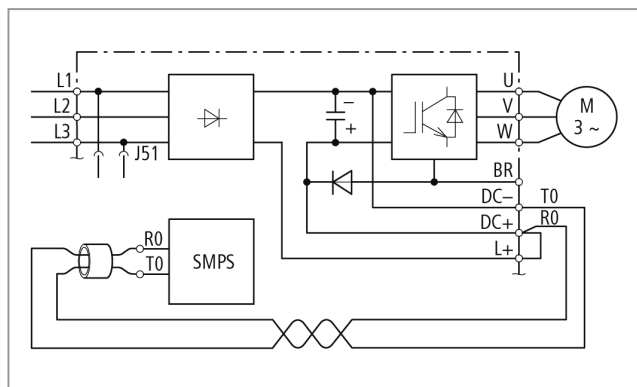 L1
L2
L3
J51
−
+
U
V
W
M
3 ~
BR
DC− T0
DC+ R0
L+
R0
T0
SMPS